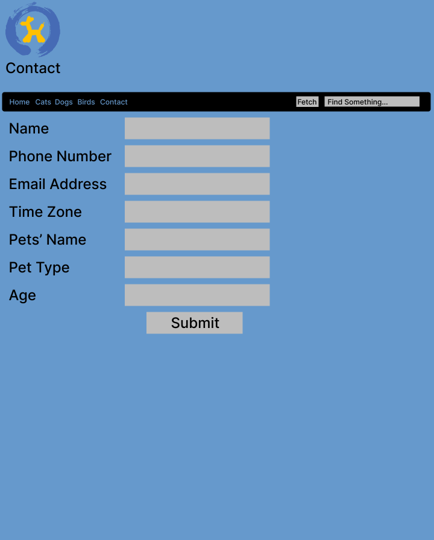 Contact
Home Cats Dogs Birds Contact Fetch Find Something...
Name
Phone Number
Email Address
Time Zone
Pets’ Name
Pet Type
Age
Submit